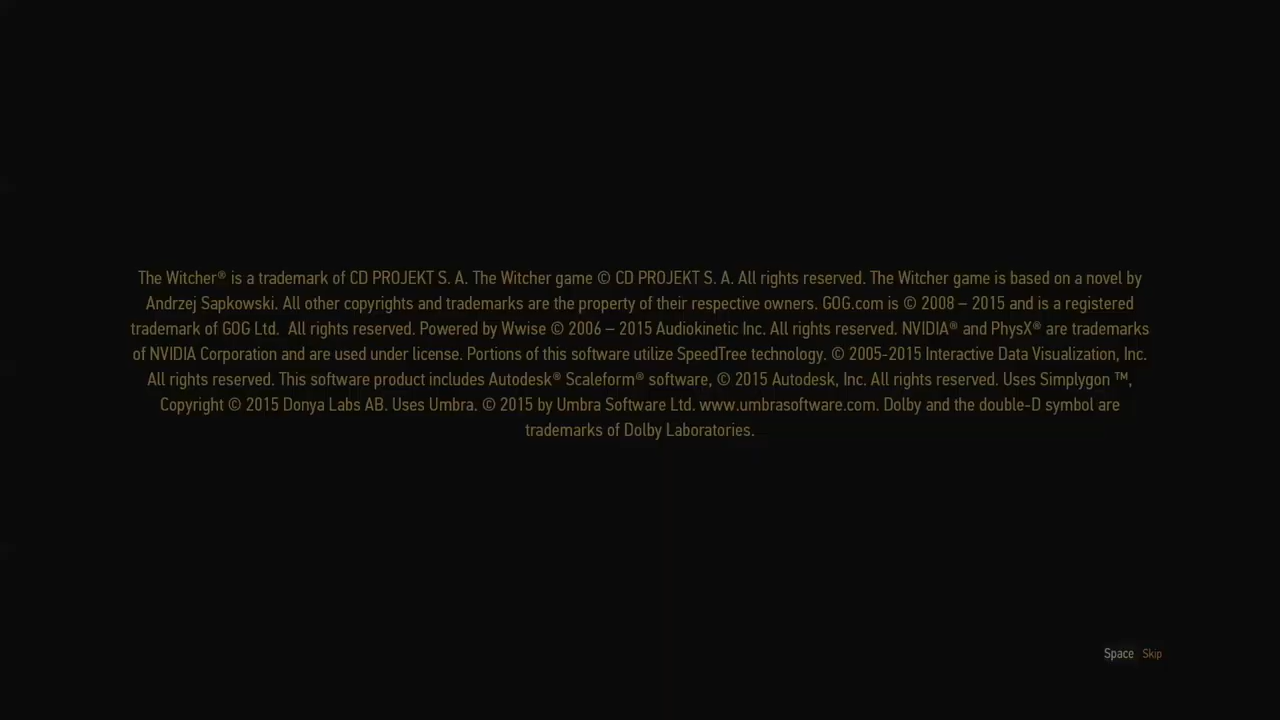 The Witcher® is a trademark of CD PROJEKT S. A. The Witcher game © CD PROJEKT S. A. All rights reserved. The Witcher game is based on a novel by
Andrzej Sapkowski. All other copyrights and trademarks are the property of their respective owners. GOG.com is © 2008 – 2015 and is a registered
trademark of GOG Ltd.  All rights reserved. Powered by Wwise © 2006 – 2015 Audiokinetic Inc. All rights reserved. NVIDIA® and PhysX® are trademarks
of NVIDIA Corporation and are used under license. Portions of this software utilize SpeedTree technology. © 2005-2015 Interactive Data Visualization, Inc.
All rights reserved. This software product includes Autodesk® Scaleform® software, © 2015 Autodesk, Inc. All rights reserved. Uses Simplygon ™,
Copyright © 2015 Donya Labs AB. Uses Umbra. © 2015 by Umbra Software Ltd. www.umbrasoftware.com. Dolby and the double-D symbol are
trademarks of Dolby Laboratories.
Space Skip